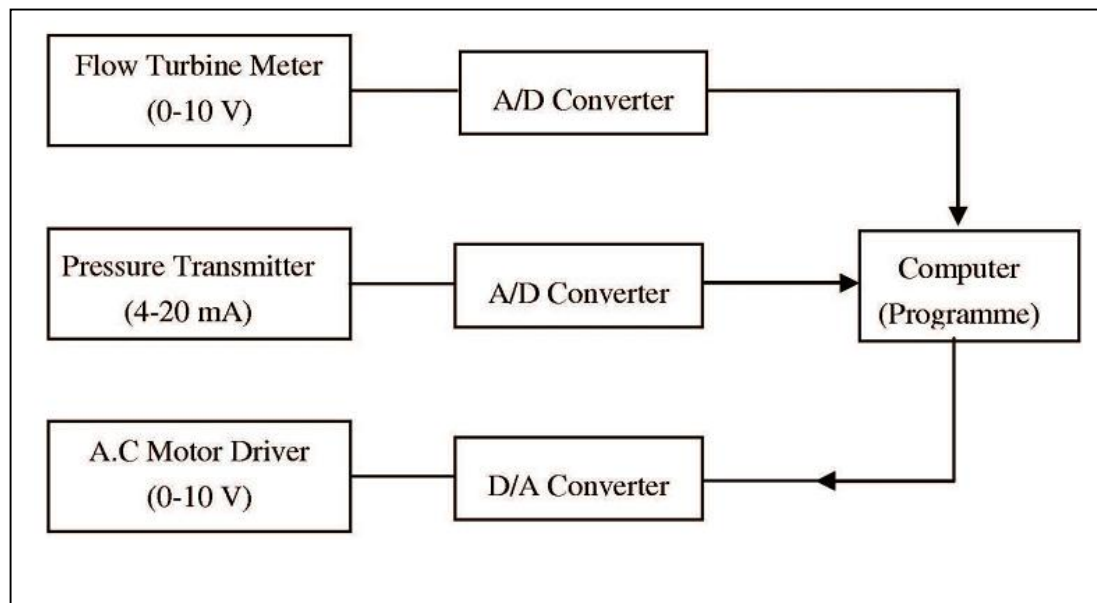 Flow Turbine Meter
(0-10 V)
A/D Converter
Pressure Transmitter
(4-20 mA)
A/D Converter
Computer
(Programme)
A.C Motor Driver
(0-10 V)
D/A Converter